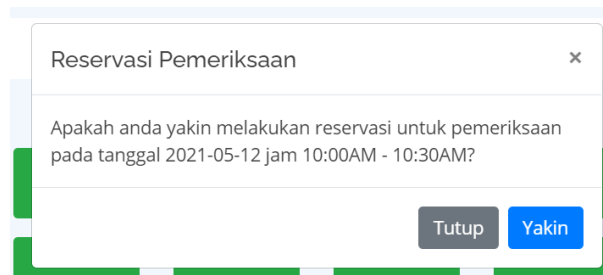 Reservasi Pemeriksaan ×
Apakah anda yakin melakukan reservasi untuk pemeriksaan
pada tanggal 2021-05-12 jam 10:00AM - 10:30AM?
Tutup Yakin